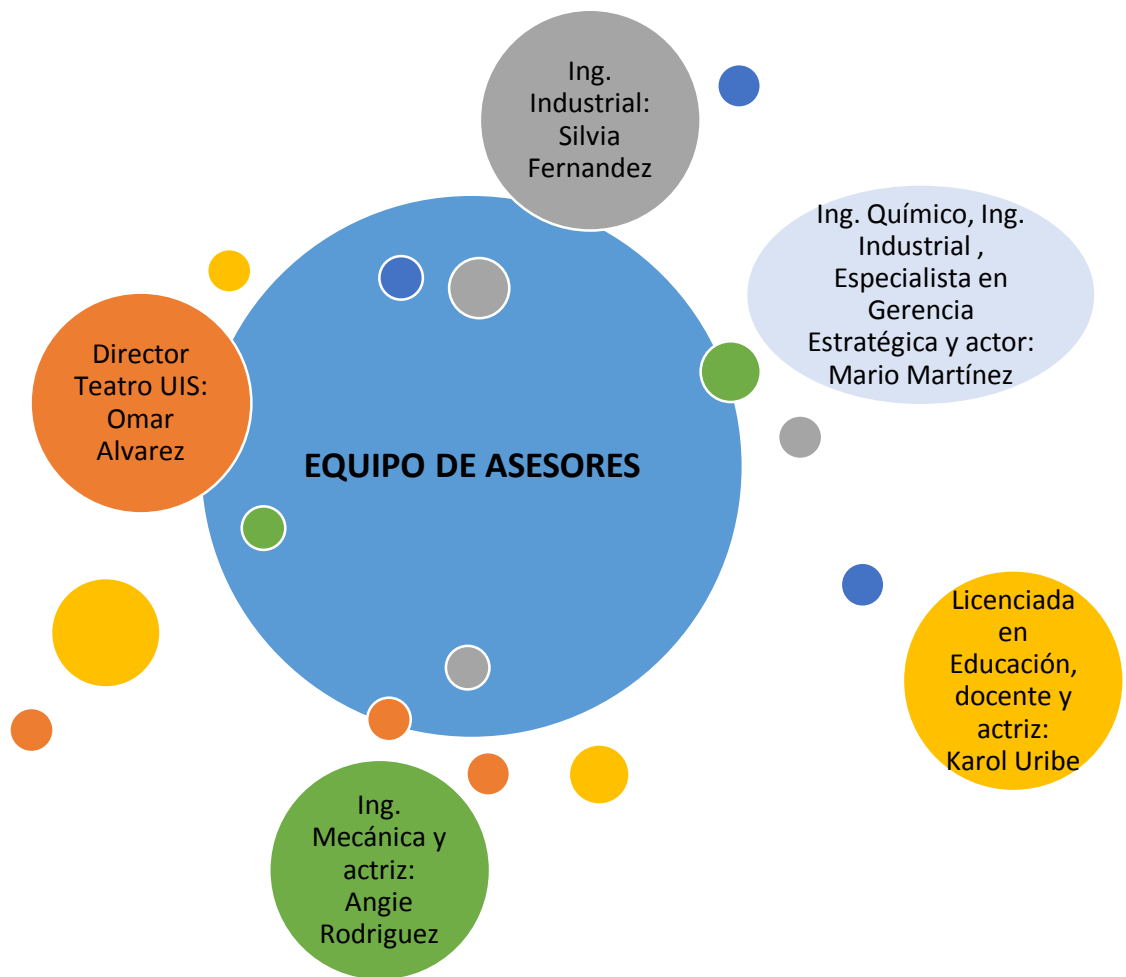 Ing.
Industrial:
Silvia
Fernandez
Ing. Químico, Ing.
Industrial ,
Especialista en
Gerencia
Estratégica y actor:
Mario Martínez
Director
Teatro UIS:
Omar
Alvarez
EQUIPO DE ASESORES
Licenciada
en
Educación,
docente y
actriz:
Karol Uribe
Ing.
Mecánica y
actriz:
Angie
Rodriguez